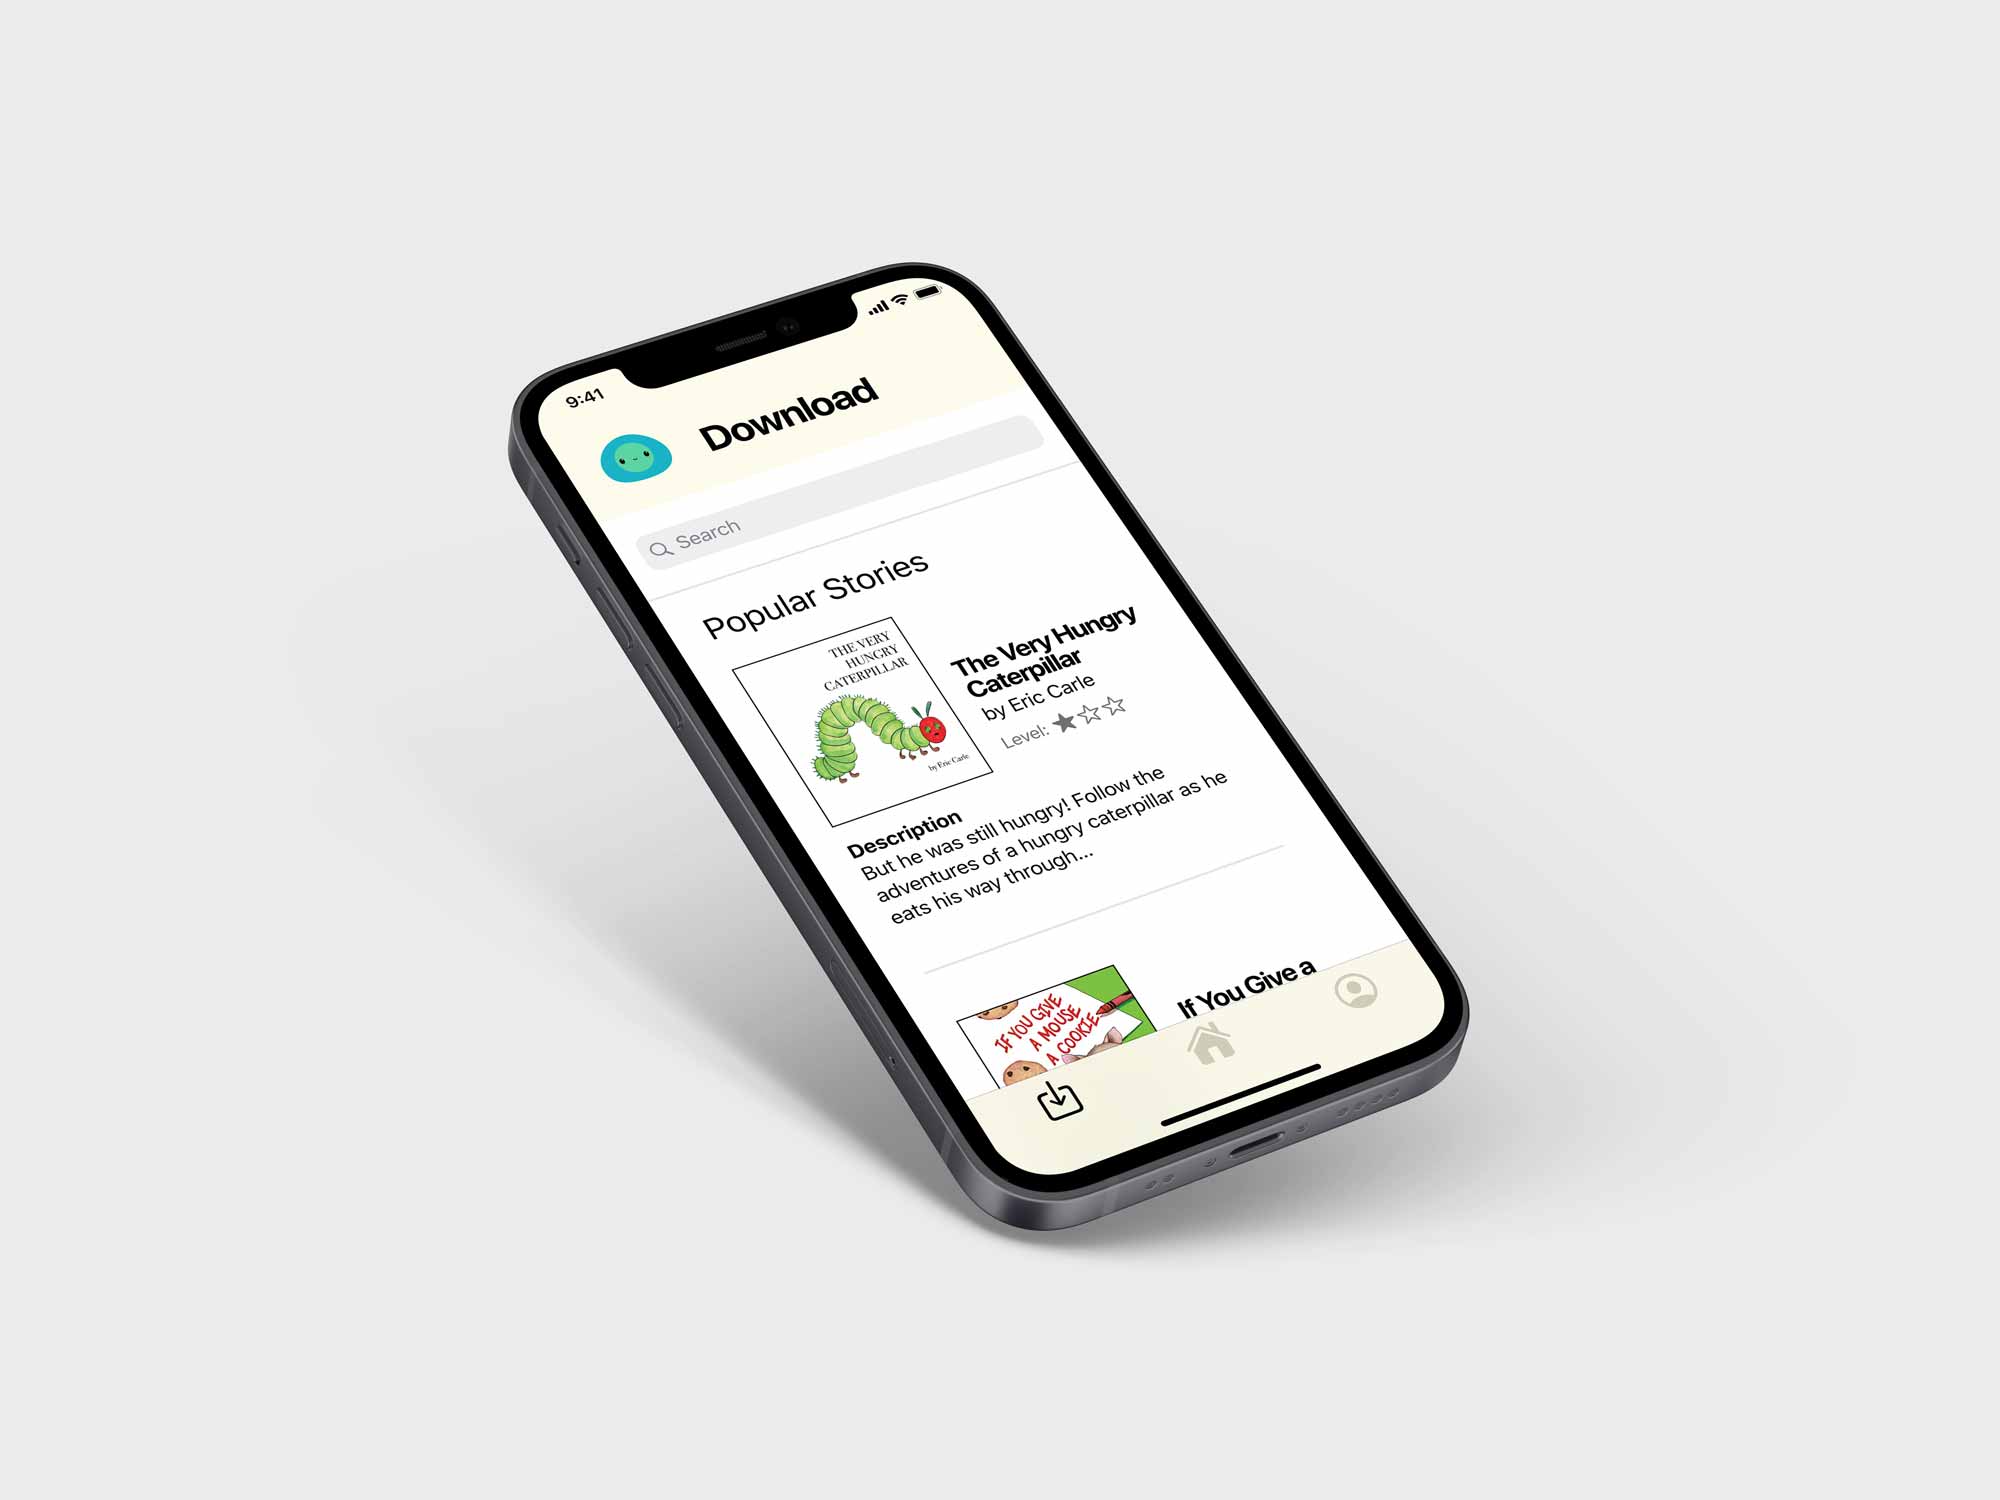 9:41
Download
Search
Popular Stories
THE VERY
HUNGRY
CATERPILLAR
by Eric Carle
The Very Hungry
Caterpillar
by Eric Carle
Level:
Description
But he was still hungry! Follow the
adventures of a hungry caterpillar as he
eats his way through...
IF YOU GIVE
A MOUSE
A COOKIE
If You Give a